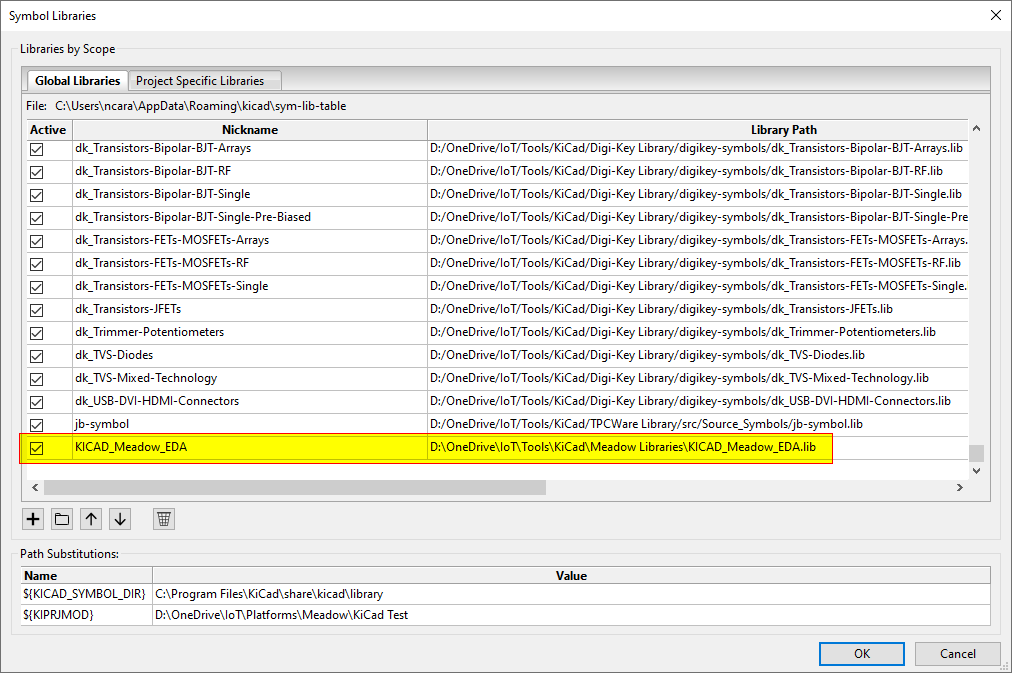 Symbol Libraries
Libraries by Scope
Global Libraries Project Specific Libraries
File: C:\Users\ncara\AppData\Roaming\kicad\sym-lib-table
Active Nickname Library Path
dk_Transistors-Bipolar-BJT-Arrays D:/OneDrive/IoT/Tools/KiCad/Digi-Key Library/digikey-symbols/dk_Transistors-Bipolar-BJT-Arrays.lib
dk_Transistors-Bipolar-BJT-RF D:/OneDrive/IoT/Tools/KiCad/Digi-Key Library/digikey-symbols/dk_Transistors-Bipolar-BJT-RF.lib
dk_Transistors-Bipolar-BJT-Single D:/OneDrive/IoT/Tools/KiCad/Digi-Key Library/digikey-symbols/dk_Transistors-Bipolar-BJT-Single.lib
dk_Transistors-Bipolar-BJT-Single-Pre-Biased D:/OneDrive/IoT/Tools/KiCad/Digi-Key Library/digikey-symbols/dk_Transistors-Bipolar-BJT-Single-Pre
dk_Transistors-FETs-MOSFETs-Arrays D:/OneDrive/IoT/Tools/KiCad/Digi-Key Library/digikey-symbols/dk_Transistors-FETs-MOSFETs-Arrays.
dk_Transistors-FETs-MOSFETs-RF D:/OneDrive/IoT/Tools/KiCad/Digi-Key Library/digikey-symbols/dk_Transistors-FETs-MOSFETs-RF.lib
dk_Transistors-FETs-MOSFETs-Single D:/OneDrive/IoT/Tools/KiCad/Digi-Key Library/digikey-symbols/dk_Transistors-FETs-MOSFETs-Single.
dk_Transistors-JFETs D:/OneDrive/IoT/Tools/KiCad/Digi-Key Library/digikey-symbols/dk_Transistors-JFETs.lib
dk_Trimmer-Potentiometers D:/OneDrive/IoT/Tools/KiCad/Digi-Key Library/digikey-symbols/dk_Trimmer-Potentiometers.lib
dk_TVS-Diodes D:/OneDrive/IoT/Tools/KiCad/Digi-Key Library/digikey-symbols/dk_TVS-Diodes.lib
dk_TVS-Mixed-Technology D:/OneDrive/IoT/Tools/KiCad/Digi-Key Library/digikey-symbols/dk_TVS-Mixed-Technology.lib
dk_USB-DVI-HDMI-Connectors D:/OneDrive/IoT/Tools/KiCad/Digi-Key Library/digikey-symbols/dk_USB-DVI-HDMI-Connectors.lib
jb-symbol D:/OneDrive/IoT/Tools/KiCad/TPCWare Library/src/Source_Symbols/jb-symbol.lib
KICAD_Meadow_EDA D:\OneDrive\IoT\Tools\KiCad\Meadow Libraries\KICAD_Meadow_EDA.lib
Path Substitutions:
Name Value
${KICAD_SYMBOL_DIR} C:\Program Files\KiCad\share\kicad\library
${KIPRJMOD} D:\OneDrive\IoT\Platforms\Meadow\KiCad Test
OK Cancel